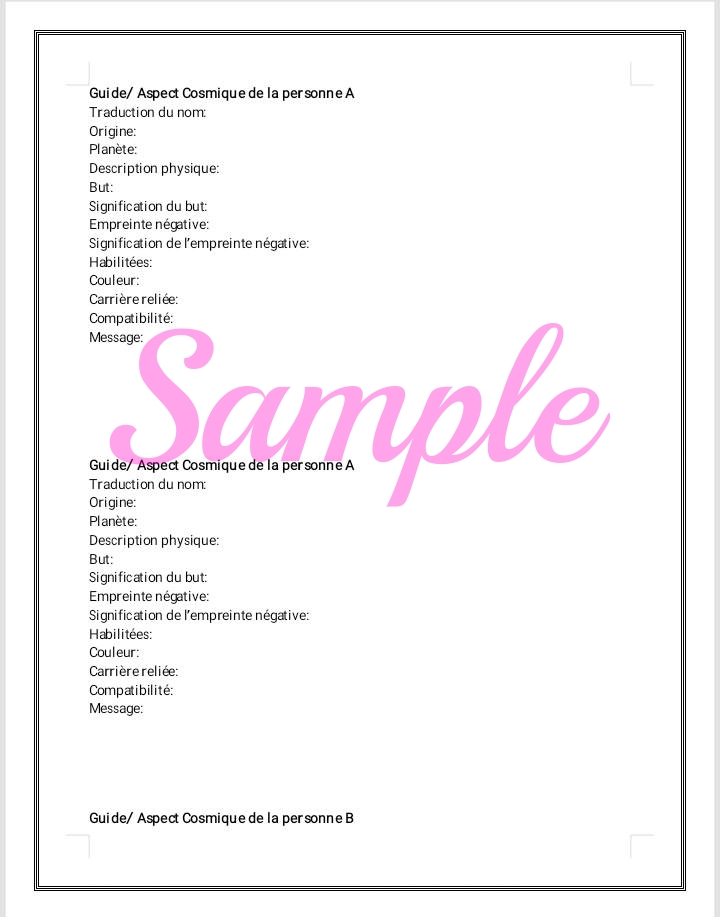 Guide/ Aspect Cosmique de la personne A
Traduction du nom:
Origine:
Planète:
Description physique:
But:
Signification du but:
Empreinte négative:
Signification de l’empreinte négative:
Habilitées:
Couleur:
Carrière reliée:
Compatibilité:
Message:
Sample
Guide/ Aspect Cosmique de la personne A
Traduction du nom:
Origine:
Planète:
Description physique:
But:
Signification du but:
Empreinte négative:
Signification de l’empreinte négative:
Habilitées:
Couleur:
Carrière reliée:
Compatibilité:
Message:
Guide/ Aspect Cosmique de la personne B